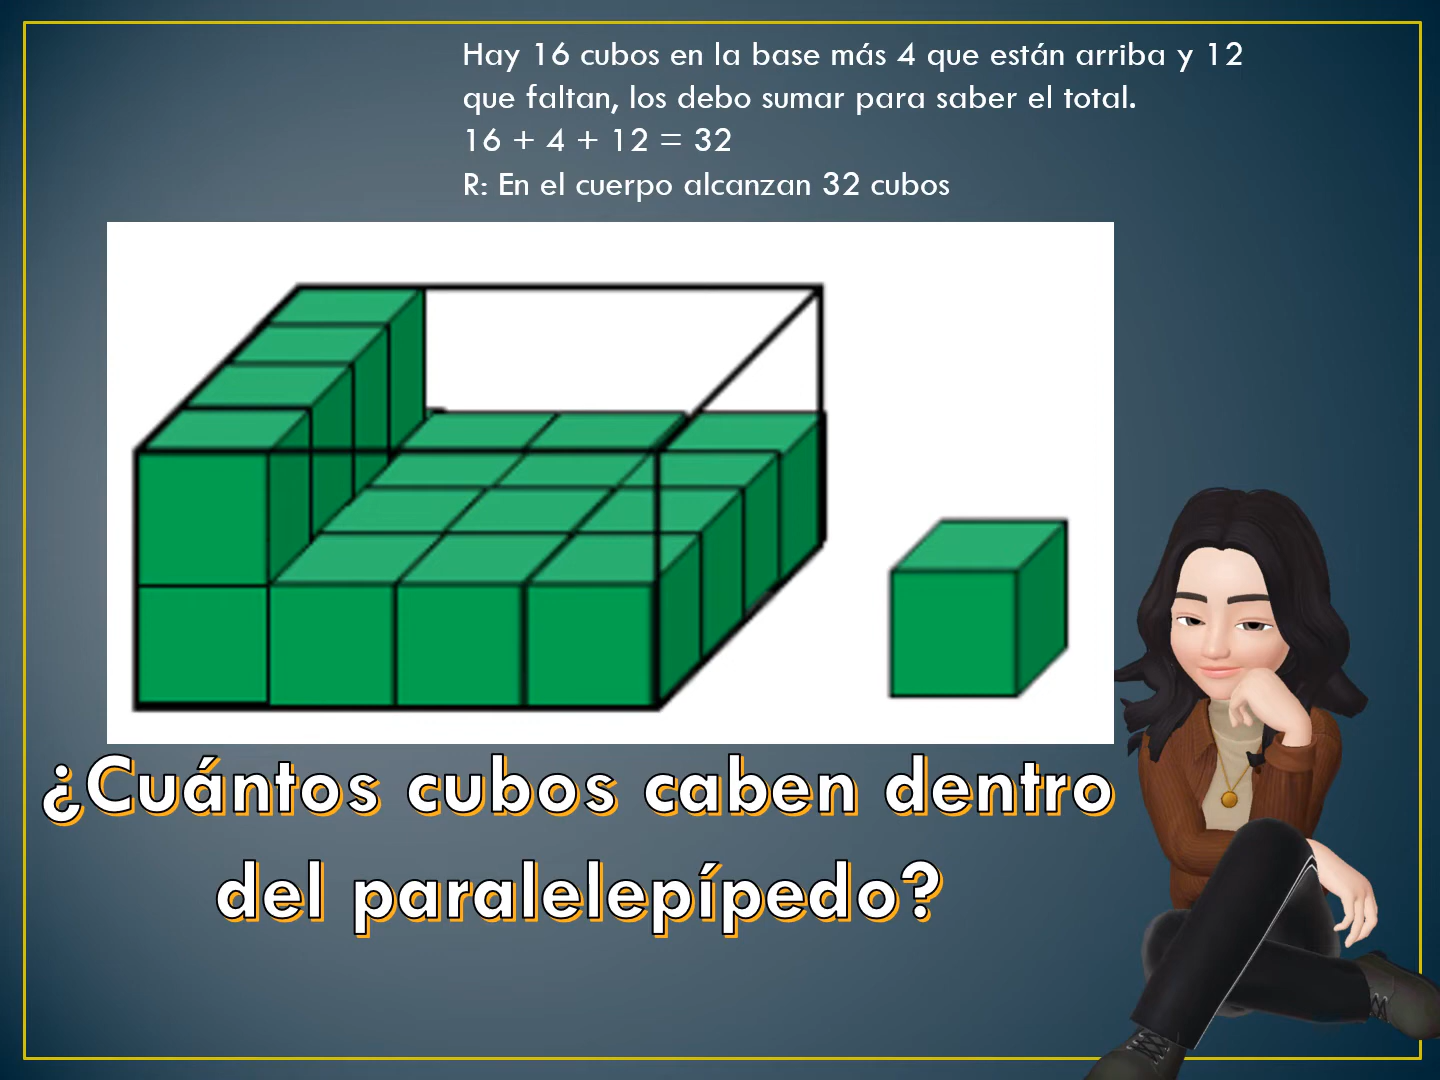 Hay 16 cubos en la base más 4 que están arriba y 12
que faltan, los debo sumar para saber el total.
16 + 4 + 12 = 32
R: En el cuerpo alcanzan 32 cubos
¿Cuántos cubos caben dentro
del paralelepípedo?